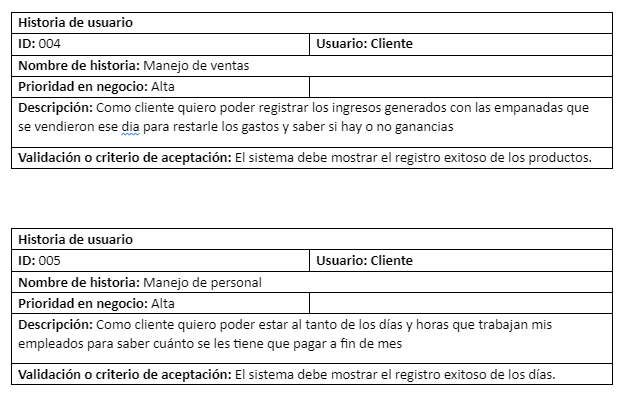 Historia de usuario
ID: 004 Usuario: Cliente
Nombre de historia: Manejo de ventas
Prioridad en negocio: Alta
Descripción: Como cliente quiero poder registrar los ingresos generados con las empanadas que
se vendieron ese dia para restarle los gastos y saber si hay o no ganancias
Validación o criterio de aceptación: El sistema debe mostrar el registro exitoso de los productos.
Historia de usuario
ID: 005 Usuario: Cliente
Nombre de historia: Manejo de personal
Prioridad en negocio: Alta
Descripción: Como cliente quiero poder estar al tanto de los días y horas que trabajan mis
empleados para saber cuánto se les tiene que pagar a fin de mes
Validación o criterio de aceptación: El sistema debe mostrar el registro exitoso de los días.